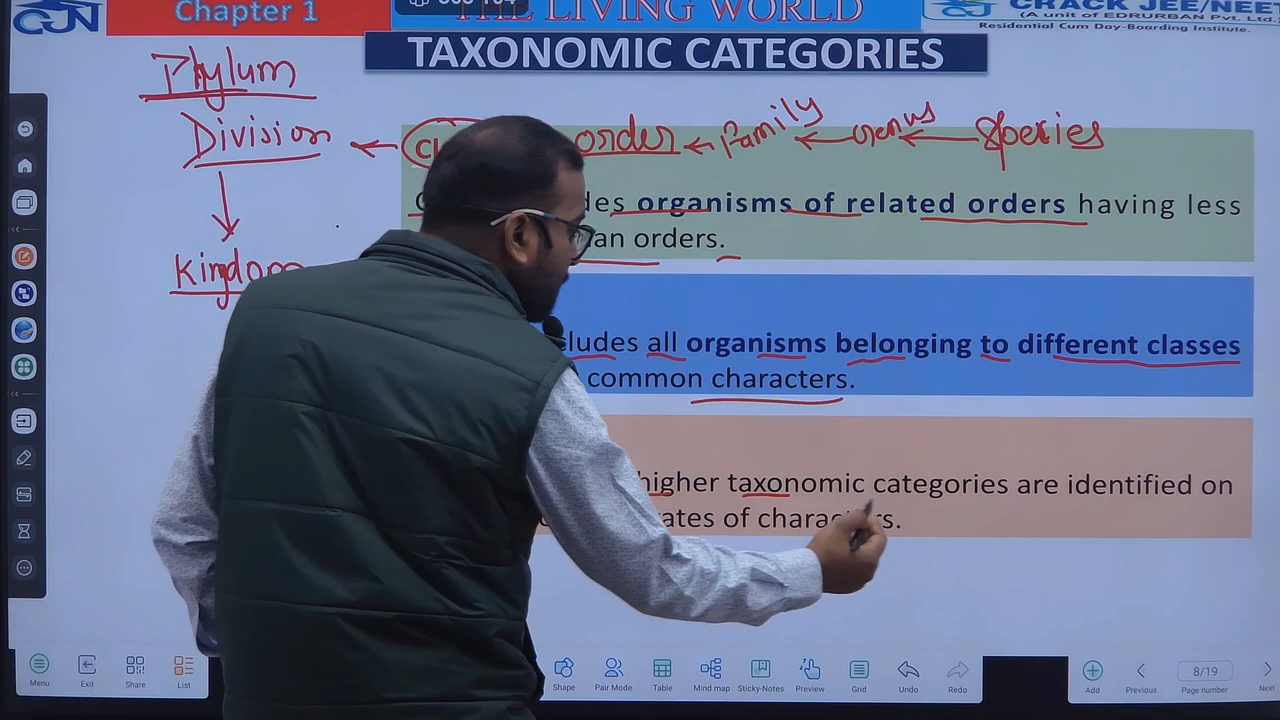 Chapter 1
THE LIVING WORLD
CRACK JEE/NEET
(A unit of EDRURBAN Pvt. Ltd.
Residential Cum Day-Boarding Institute.
TAXONOMIC CATEGORIES
Phylum
Division ← order ← Family ← Genus ← Species
Kingdom
organisms of related orders having less
orders.
all organisms belonging to different classes
common characters.
higher taxonomic categories are identified on
of
Menu
Exit
Share
List
Shape
Pair Mode
Table
Mind map
Sticky-Notes
Preview
Grid
Undo
Redo
Add
Previous
8/19
Page number
Next